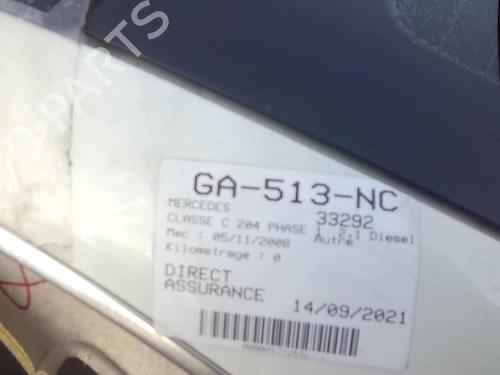 B-PARTS
GA-513-NC
MERCEDES 33292
CLASSE C 204 PHASE 1 2.1 Diesel
Mec : 05/11/2008 Autre
Kilometrage : 0
DIRECT
ASSURANCE 14/09/2021